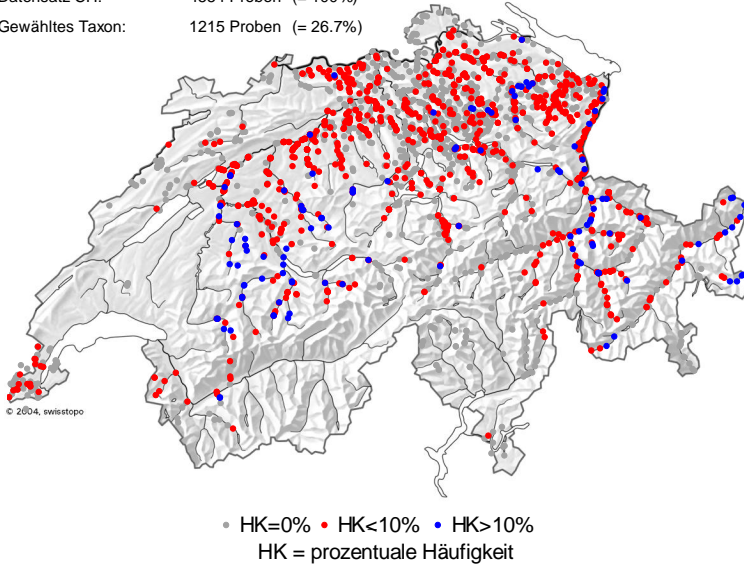 Gewähltes Taxon: 1215 Proben (= 26.7%)
© 2004, swisstopo
HK=0% HK<10% HK>10%
HK = prozentuale Häufigkeit